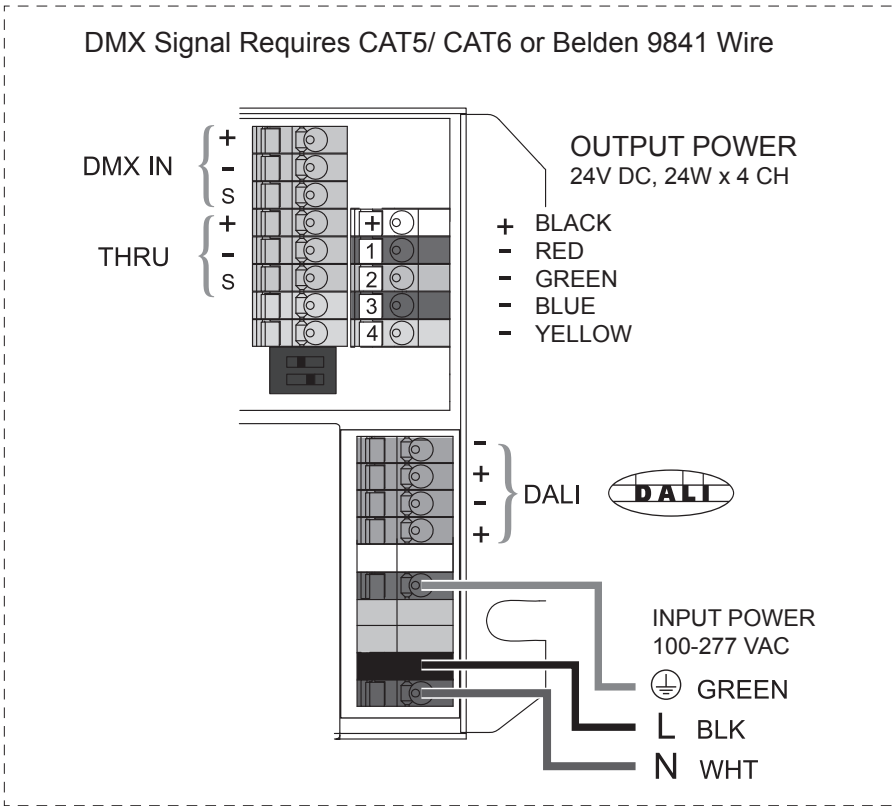 DMX Signal Requires CAT5/ CAT6 or Belden 9841 Wire
DMX IN
+
-
S
THRU
+
-
S
+
1
2
3
4
OUTPUT POWER
24V DC, 24W x 4 CH
+ BLACK
- RED
- GREEN
- BLUE
- YELLOW
-
+
-
+
DALI
DALI
INPUT POWER
100-277 VAC
GREEN
L BLK
N WHT